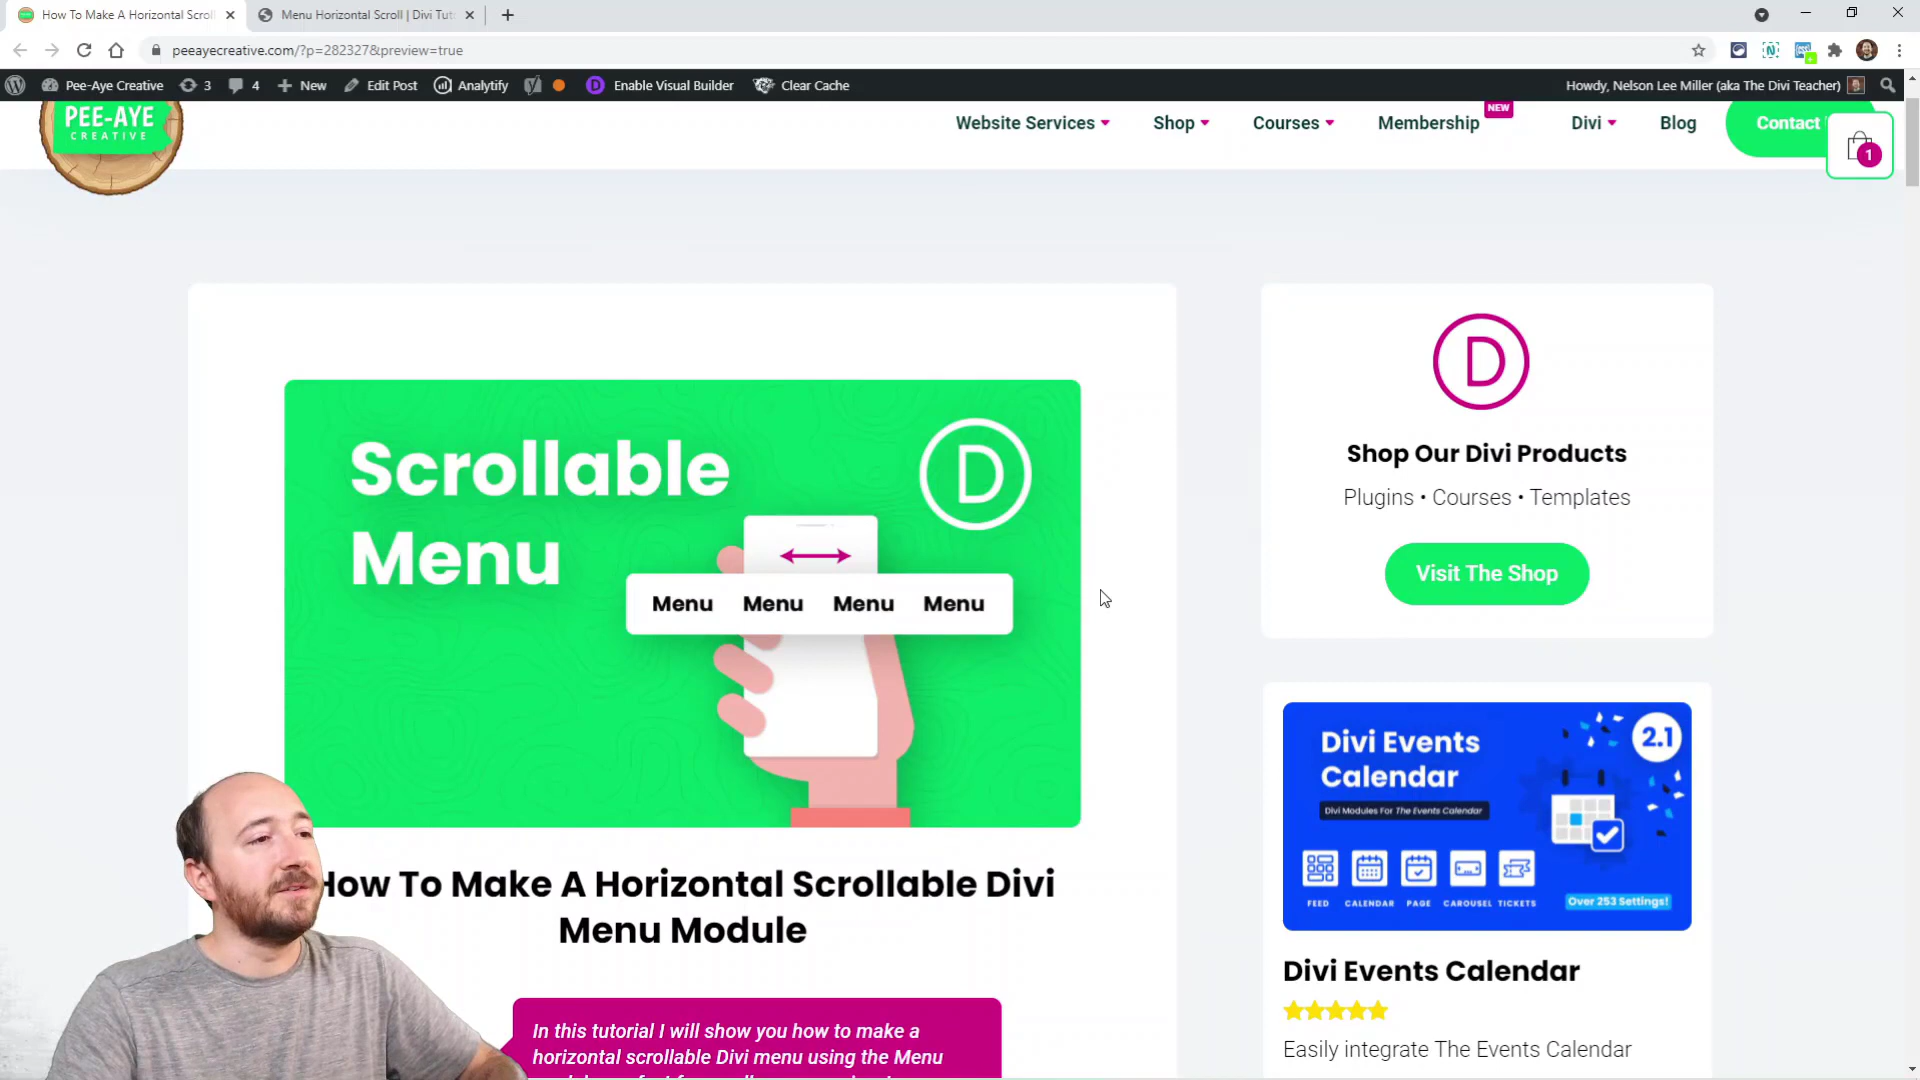 How To Make A Horizontal Scroll
Menu Horizontal Scroll | Divi Tut
peeayecreative.com/?p=282327&preview=true
Pee-Aye Creative 3 4 New Edit Post Analytify Enable Visual Builder Clear Cache Howdy, Nelson Lee Miller (aka The Divi Teacher)
PEE-AYE
CREATIVE
Website Services Shop Courses Membership NEW Divi Blog Contact
1
Scrollable
Menu
D
Menu Menu Menu Menu
How To Make A Horizontal Scrollable Divi
Menu Module
In this tutorial I will show you how to make a
horizontal scrollable Divi menu using the Menu
D
Shop Our Divi Products
Plugins • Courses • Templates
Visit The Shop
Divi Events
Calendar
2.1
Divi Modules For The Events Calendar
FEED CALENDAR PAGE CAROUSEL TICKETS
Over 253 Settings!
Divi Events Calendar
Easily integrate The Events Calendar